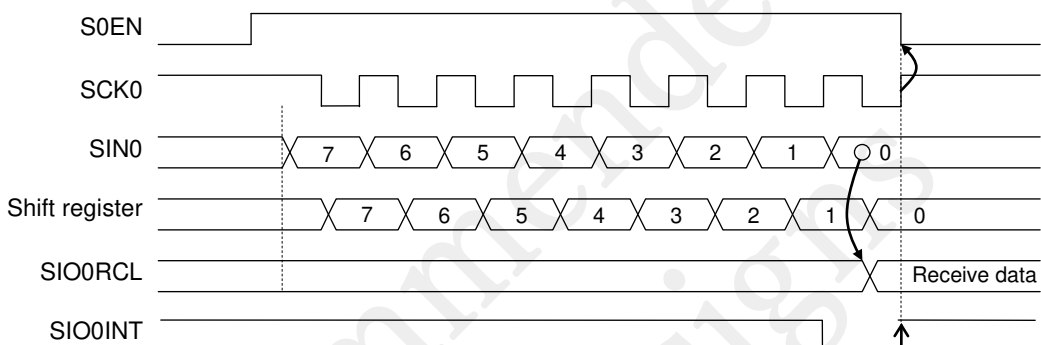 S0EN
SCK0
SIN0 7 6 5 4 3 2 1 0
Shift register 7 6 5 4 3 2 1 0
SIO0RCL Receive data
SIO0INT